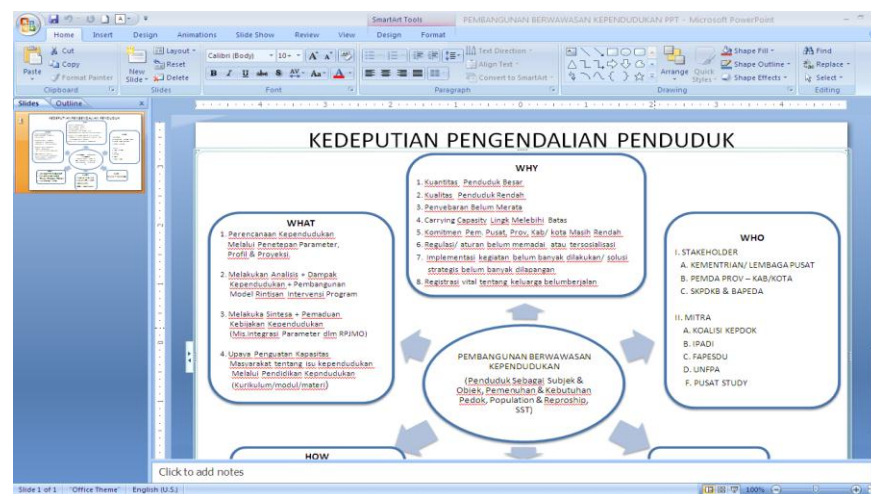 SmartArt Tools
PEMBANGUNAN BERWAWASAN KEPENDUDUKAN PPT - Microsoft PowerPoint
Home Insert Design Animations Slide Show Review View Design Format
Cut
Copy
Format Painter
Paste
Clipboard
New Slide
Layout
Reset
Delete
Slides
Calibri (Body) 10
Font
Text Direction
Align Text
Convert to SmartArt
Paragraph
Arrange
Quick Styles
Shape Fill
Shape Outline
Shape Effects
Drawing
Find
Replace
Select
Editing
Slides Outline
KEDEPUTIAN PENGENDALIAN PENDUDUK
WHY
1. Kuantitas Penduduk Besar
2. Kualitas Penduduk Rendah
3. Penyebaran Belum Merata
4. Carrying Capasity Lingk Melebihi Batas
5. Komitmen Pem. Pusat, Prov, Kab/ kota Masih Rendah
6. Regulasi/ aturan belum memadai atau tersosialisasi
7. Implementasi kegiatan belum banyak dilakukan/ solusi
strategis belum banyak dilapangan
8. Registrasi vital tentang keluarga belumberjalan
WHAT
1. Perencanaan Kependudukan
Melalui Penetepan Parameter,
Profil & Proyeksi.
2. Melakukan Analisis + Dampak
Kependudukan + Pembangunan
Model Rintisan Intervensi Program
3. Melakuka Sintesa + Pemaduan
Kebijakan Kependudukan
(Mis.integrasi Parameter dlm RPJMO)
4. Upaya Penguatan Kapasitas
Masyarakat tentang isu kependudukan
Melalui Pendidikan Kepndudukan
(Kurikulum/modul/materi)
WHO
I. STAKEHOLDER
A. KEMENTRIAN/ LEMBAGA PUSAT
B. PEMDA PROV – KAB/KOTA
C. SKPDKB & BAPEDA
II. MITRA
A. KOALISI KEPDOK
B. IPADI
C. FAPESDU
D. UNFPA
F. PUSAT STUDY
PEMBANGUNAN BERWAWASAN
KEPENDUDUKAN
(Penduduk Sebagai Subjek &
Objek, Pemenuhan & Kebutuhan
Pedok, Population & Reproship,
SST)
HOW
Click to add notes
Slide 1 of 1 "Office Theme" English (U.S.) 100%